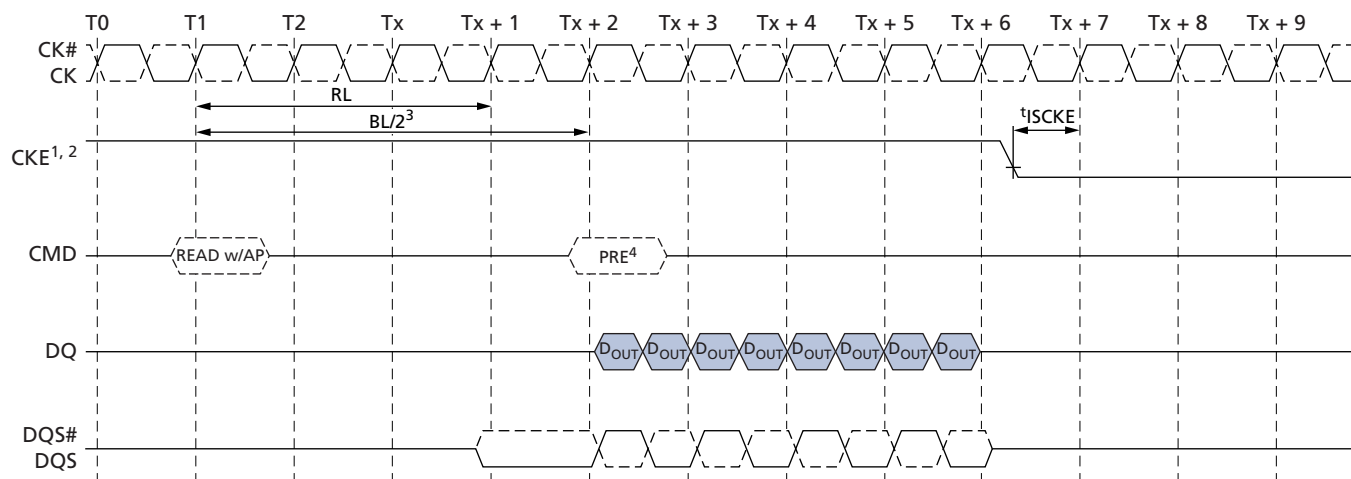 T0 T1 T2 Tx Tx + 1 Tx + 2 Tx + 3 Tx + 4 Tx + 5 Tx + 6 Tx + 7 Tx + 8 Tx + 9
CK#
CK
RL
BL/2³
tISCKE
CKE1, 2
CMD
READ w/AP
PRE⁴
DQ
DOUT DOUT DOUT DOUT DOUT DOUT DOUT DOUT
DQS#
DQS